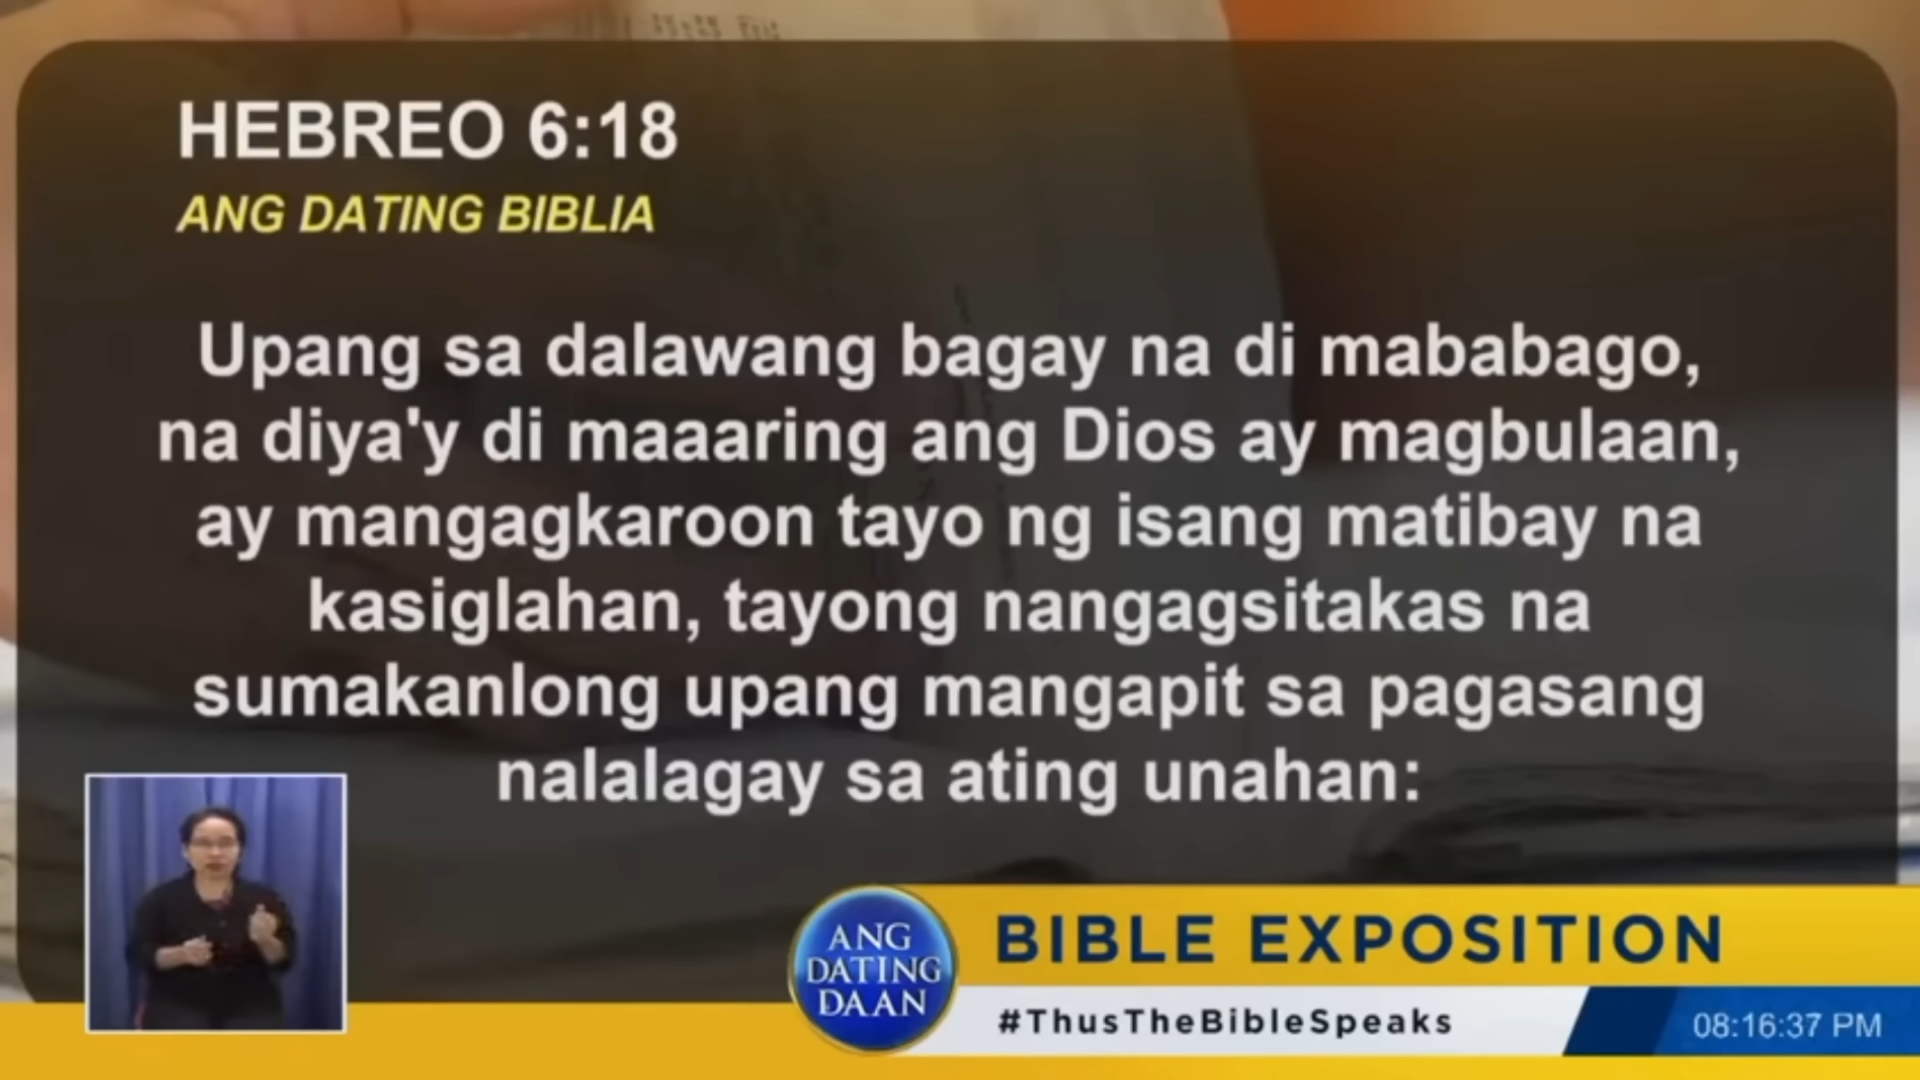 HEBREO 6:18
ANG DATING BIBLIA
Upang sa dalawang bagay na di mababago,
na diya'y di maaaring ang Dios ay magbulaan,
ay mangagkaroon tayo ng isang matibay na
kasiglahan, tayong nangagsitakas na
sumakanlong upang mangapit sa pagasang
nalalagay sa ating unahan:
ANG
DATING
DAAN
BIBLE EXPOSITION
#ThusTheBibleSpeaks
08:16:37 PM